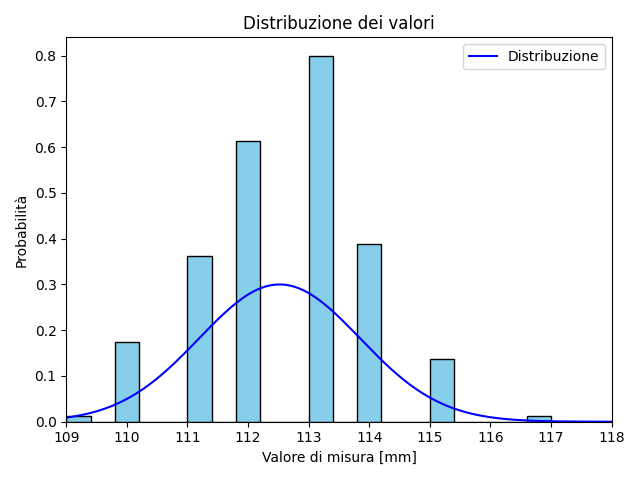 Distribuzione dei valori
Distribuzione
Probabilità
0.8
0.7
0.6
0.5
0.4
0.3
0.2
0.1
0.0
109 110 111 112 113 114 115 116 117 118
Valore di misura [mm]